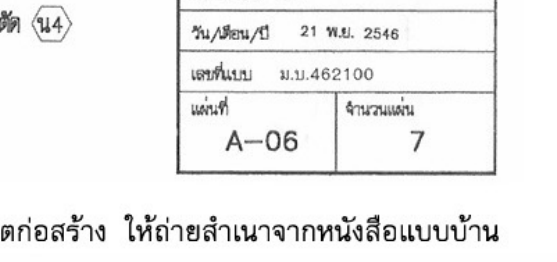 ตัด น4
วัน/เดือน/ปี 21 พ.ย. 2546
เลขที่แบบ ม.บ.462100
แผ่นที่ จำนวนแผ่น
A-06 7
ตก่อสร้าง ให้ถ่ายสำเนาจากหนังสือแบบบ้าน